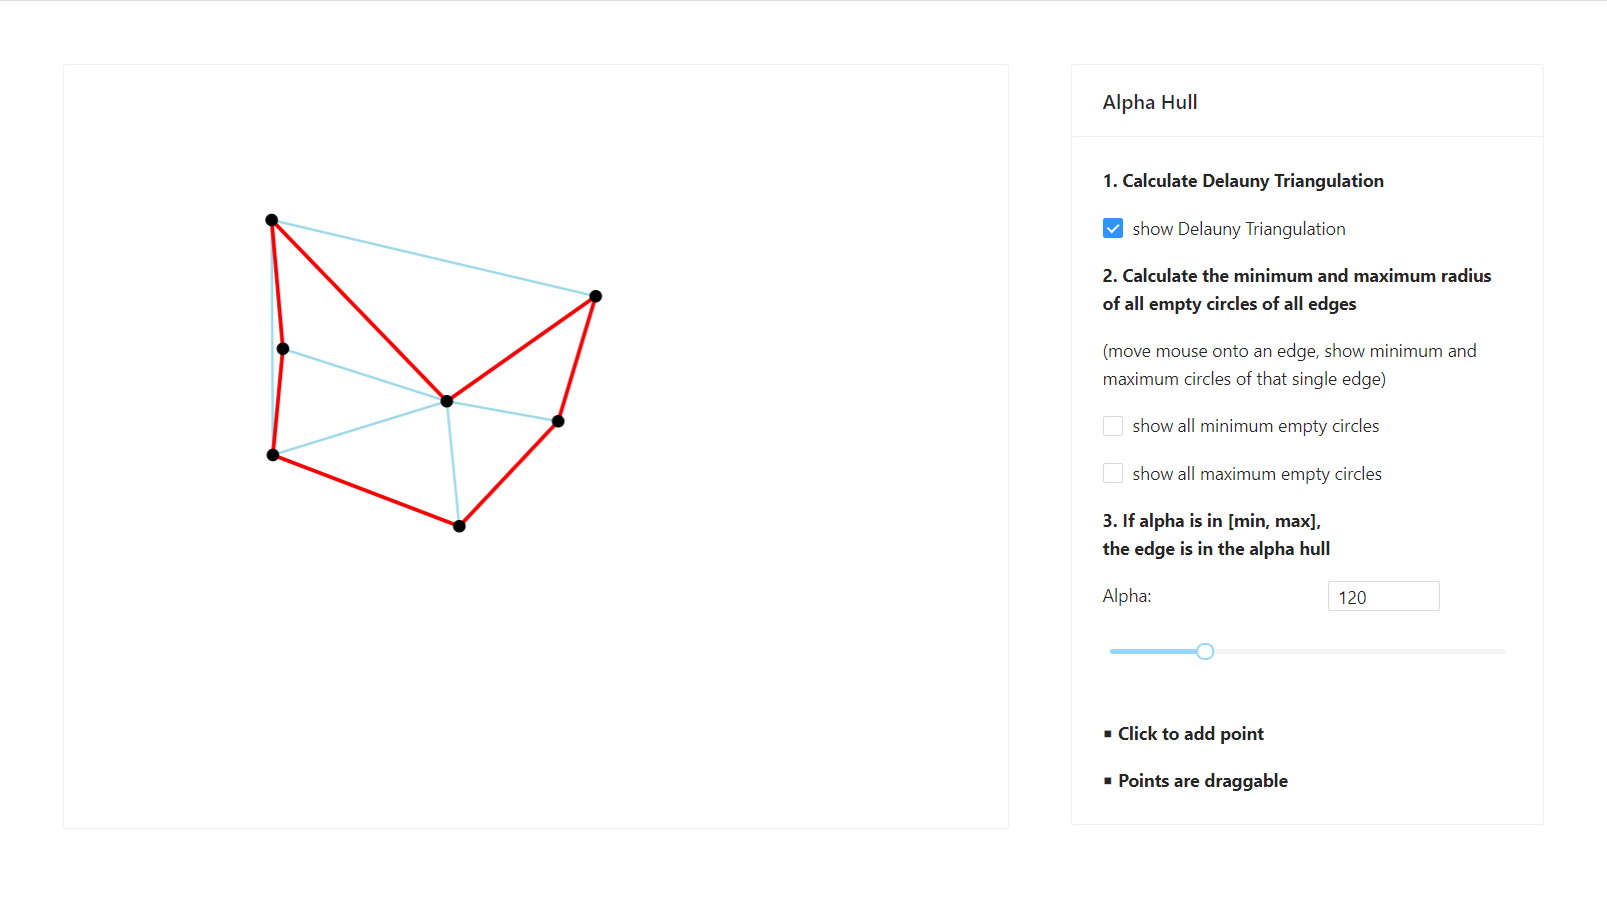 Alpha Hull
1. Calculate Delauny Triangulation
show Delauny Triangulation
2. Calculate the minimum and maximum radius
of all empty circles of all edges
(move mouse onto an edge, show minimum and
maximum circles of that single edge)
show all minimum empty circles
show all maximum empty circles
3. If alpha is in [min, max],
the edge is in the alpha hull
Alpha: 120
▪ Click to add point
▪ Points are draggable